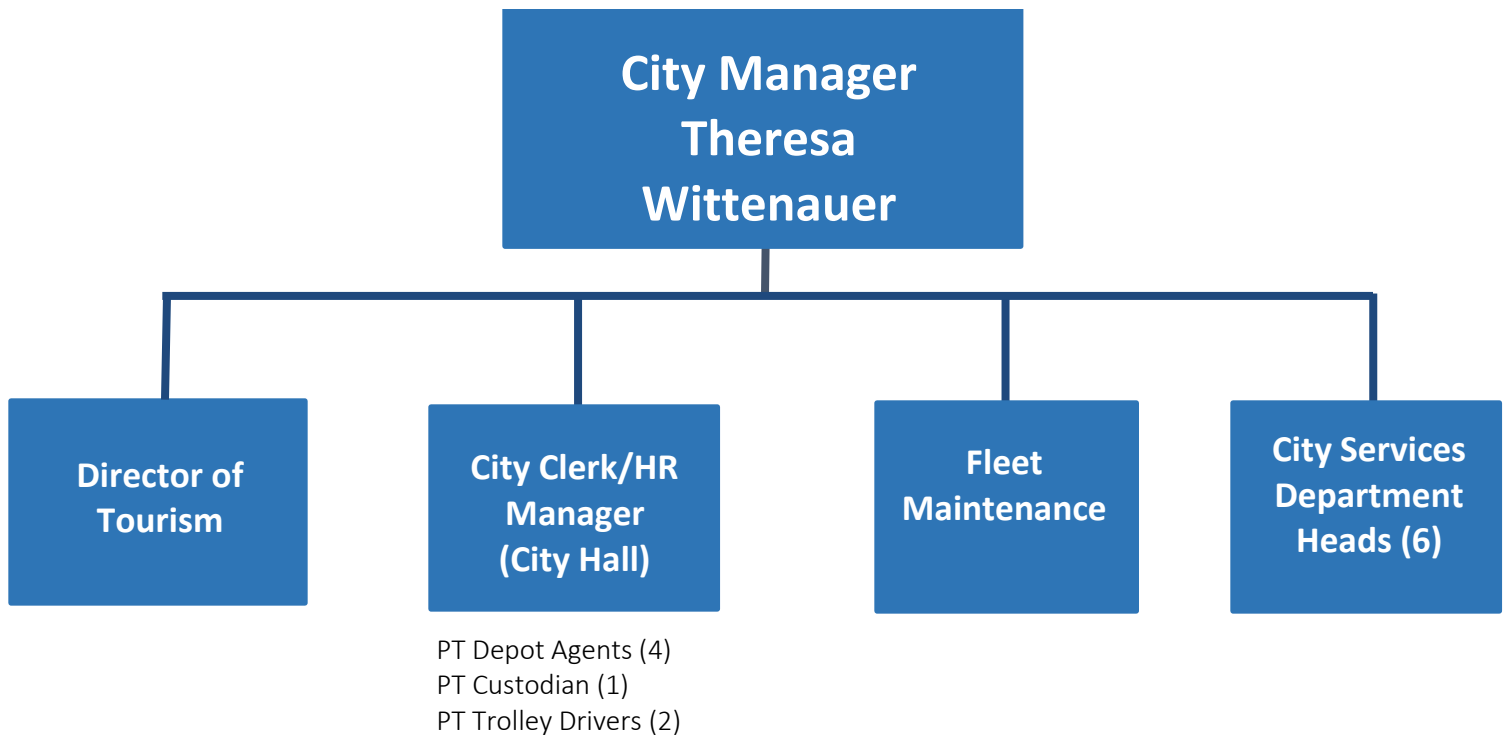 City Manager
Theresa
Wittenauer
Director of
Tourism
City Clerk/HR
Manager
(City Hall)
Fleet
Maintenance
City Services
Department
Heads (6)
PT Depot Agents (4)
PT Custodian (1)
PT Trolley Drivers (2)